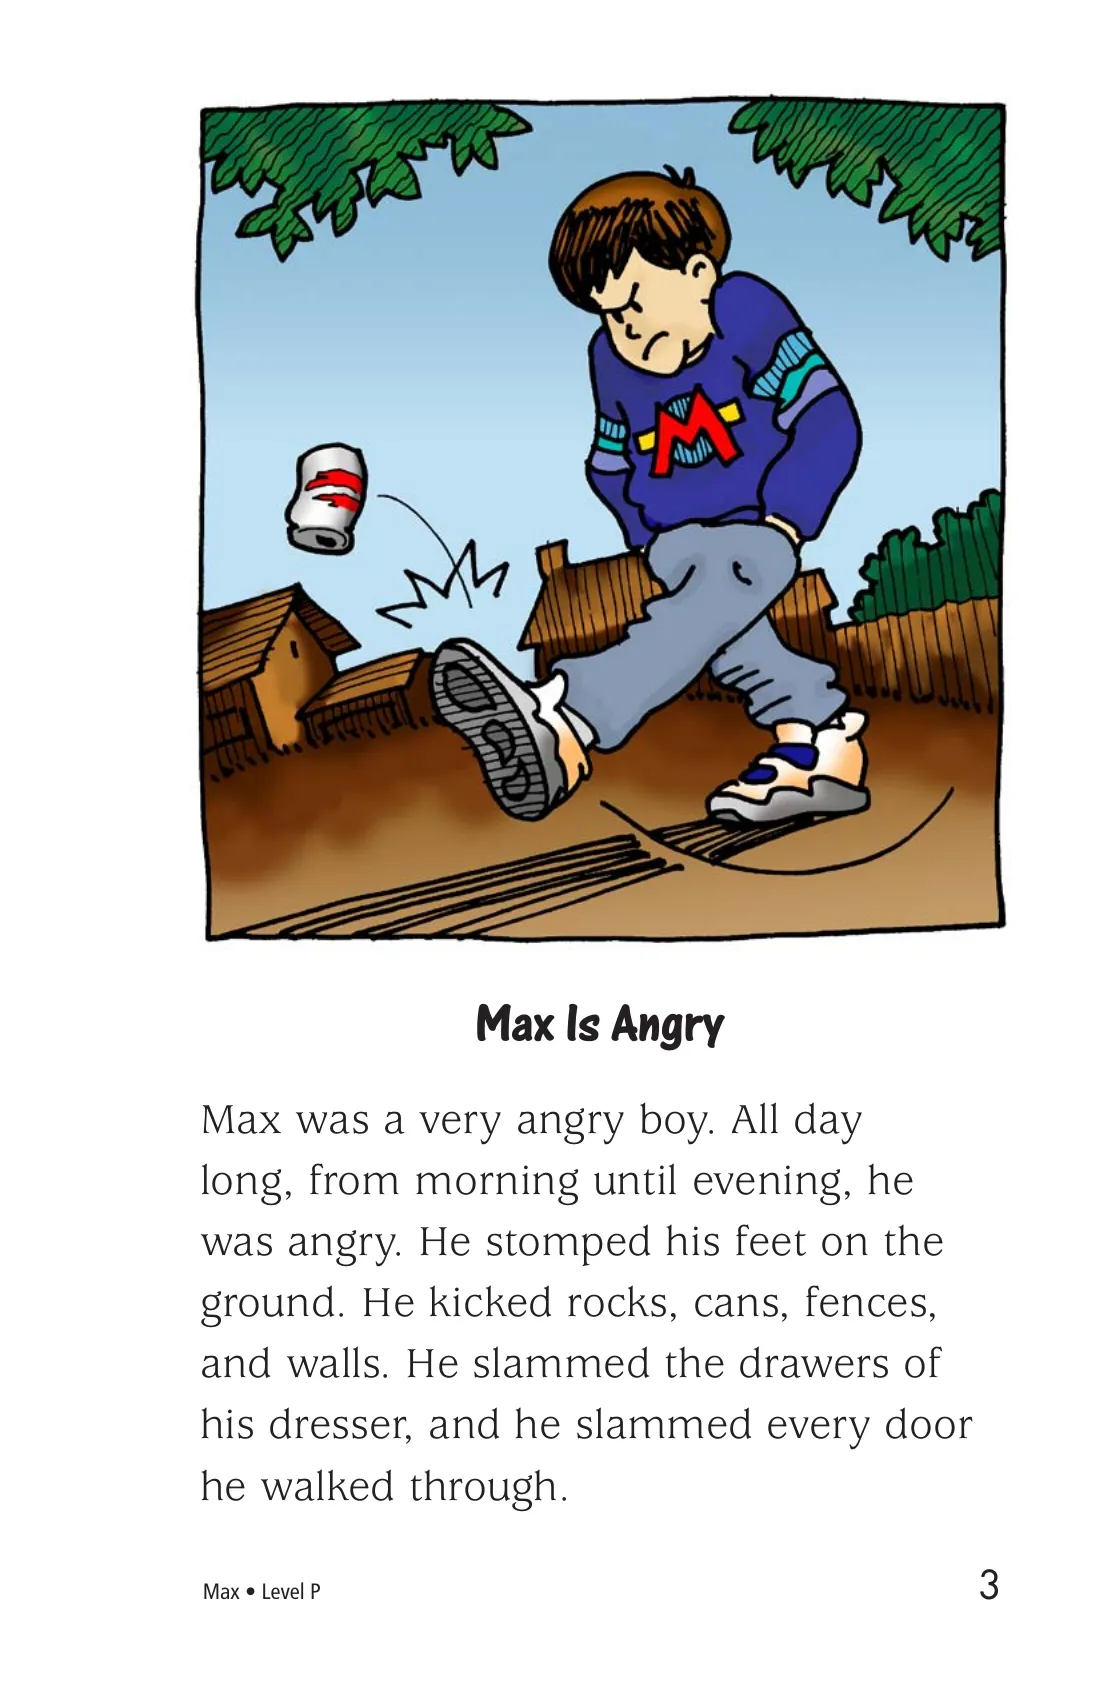 M
Max Is Angry
Max was a very angry boy. All day
long, from morning until evening, he
was angry. He stomped his feet on the
ground. He kicked rocks, cans, fences,
and walls. He slammed the drawers of
his dresser, and he slammed every door
he walked through.
Max • Level P
3